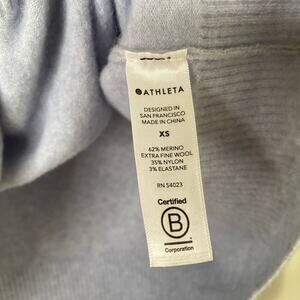 ATHLETA
DESIGNED IN
SAN FRANCISCO
MADE IN CHINA
XS
62% MERINO
EXTRA FINE WOOL
35% NYLON
3% ELASTANE
RN 54023
Certified
B
Corporation